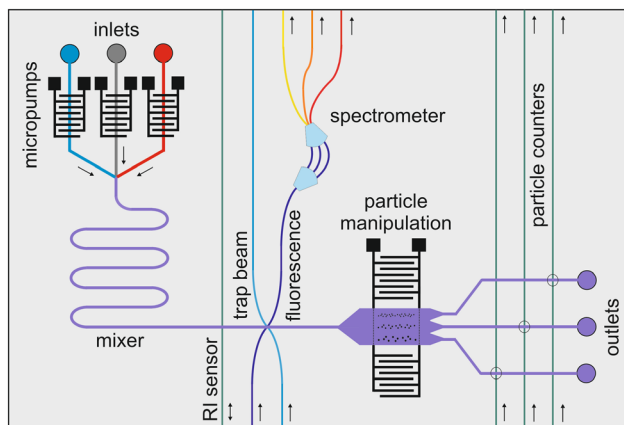 inlets
micropumps
spectrometer
particle
manipulation
particle counters
trap beam
fluorescence
mixer
RI sensor
outlets